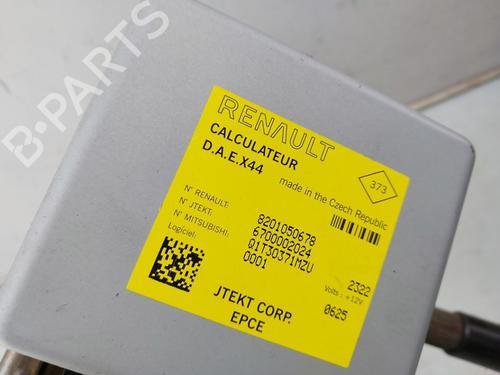 B-PARTS
RENAULT
CALCULATEUR
D.A.E.X44
373
made in the Czech Republic
N° RENAULT: 8201050678
N° JTEKT: 6700002024
N° MITSUBISHI: Q1T30371MZU
Logiciel: 0001
2322
Volts : +12V
0625
JTEKT CORP.
EPCE